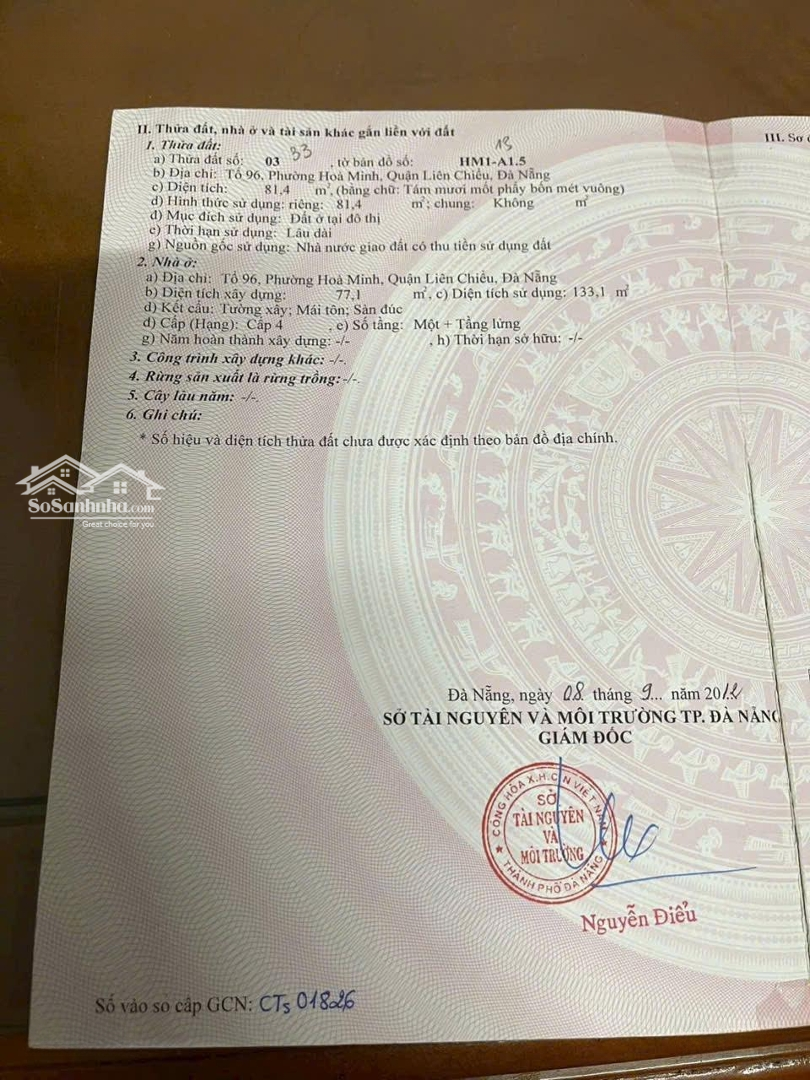 II. Thửa đất, nhà ở và tài sản khác gắn liền với đất
1. Thửa đất:
a) Thửa đất số: 03 33 , tờ bản đồ số: HM1-A1.5 13
b) Địa chỉ: Tổ 96, Phường Hoà Minh, Quận Liên Chiểu, Đà Nẵng
c) Diện tích: 81,4 m², (bằng chữ: Tám mươi mốt phẩy bốn mét vuông)
d) Hình thức sử dụng: riêng: 81,4 m²; chung: Không m²
đ) Mục đích sử dụng: Đất ở tại đô thị
e) Thời hạn sử dụng: Lâu dài
g) Nguồn gốc sử dụng: Nhà nước giao đất có thu tiền sử dụng đất
2. Nhà ở:
a) Địa chỉ: Tổ 96, Phường Hoà Minh, Quận Liên Chiểu, Đà Nẵng
b) Diện tích xây dựng: 77,1 m², c) Diện tích sử dụng: 133,1 m²
d) Kết cấu: Tường xây; Mái tôn; Sàn đúc
đ) Cấp (Hạng): Cấp 4 , e) Số tầng: Một + Tầng lửng
g) Năm hoàn thành xây dựng: -/- , h) Thời hạn sở hữu: -/-
3. Công trình xây dựng khác: -/-.
4. Rừng sản xuất là rừng trồng: -/-.
5. Cây lâu năm: -/-.
6. Ghi chú:
* Số hiệu và diện tích thửa đất chưa được xác định theo bản đồ địa chính.
III. Sơ
SoSanhnha.com
Great choice for you
Đà Nẵng, ngày 08 tháng 9... năm 2012
SỞ TÀI NGUYÊN VÀ MÔI TRƯỜNG TP. ĐÀ NẴNG
GIÁM ĐỐC
CỘNG HÒA X.H.C.N VIỆT NAM
SỞ
TÀI NGUYÊN
VÀ
MÔI TRƯỜNG
THÀNH PHỐ ĐÀ NẴNG
Nguyễn Điểu
Số vào sổ cấp GCN: CTs 01826